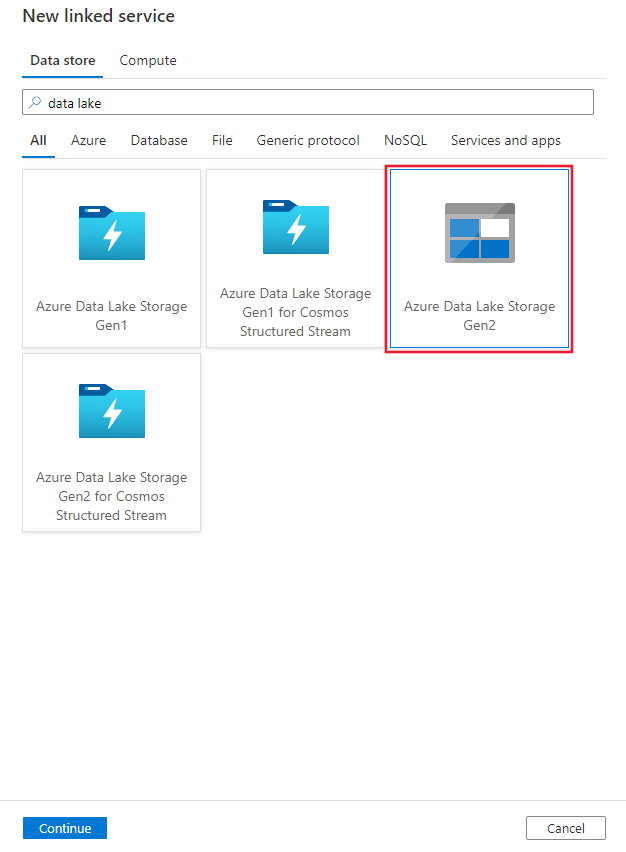 New linked service
Data store
Compute
data lake
All
Azure
Database
File
Generic protocol
NoSQL
Services and apps
Azure Data Lake Storage
Gen1
Azure Data Lake Storage
Gen1 for Cosmos
Structured Stream
Azure Data Lake Storage
Gen2
Azure Data Lake Storage
Gen2 for Cosmos
Structured Stream
Continue
Cancel